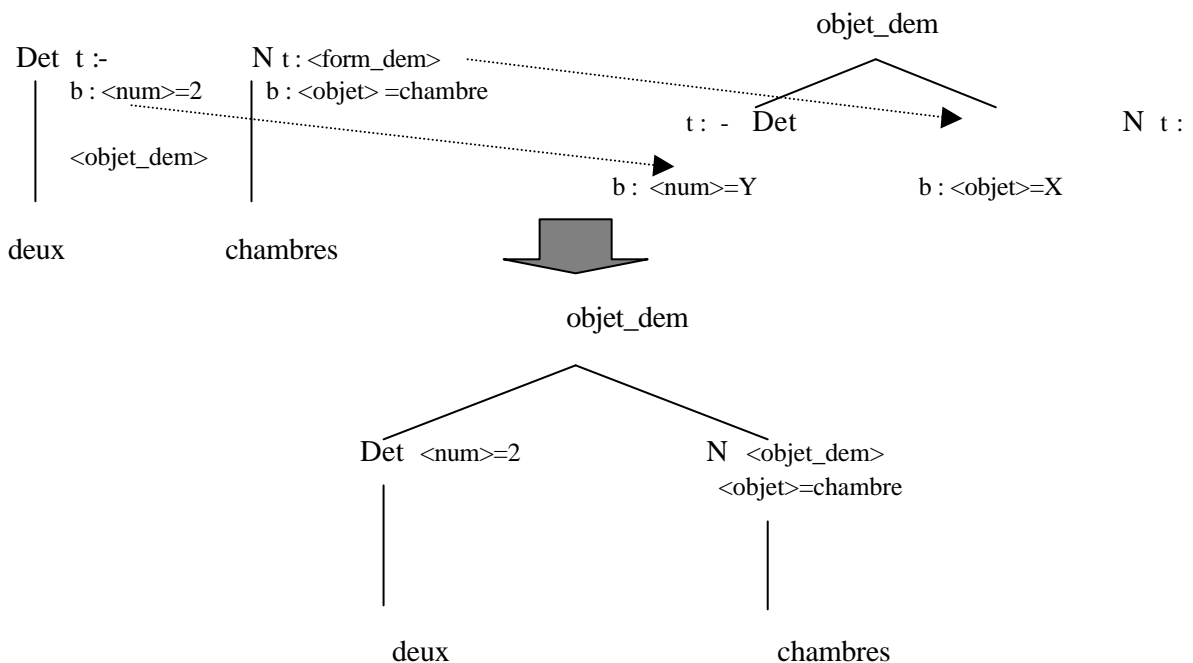 objet_dem
Det t :- N t : <form_dem>
b : <num>=2 b : <objet> =chambre
t : - Det N t :
<objet_dem>
b : <num>=Y b : <objet>=X
deux chambres
objet_dem
Det <num>=2 N <objet_dem>
<objet>=chambre
deux chambres